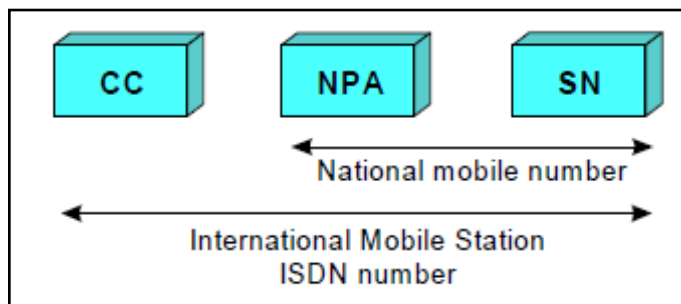 CC NPA SN
National mobile number
International Mobile Station
ISDN number